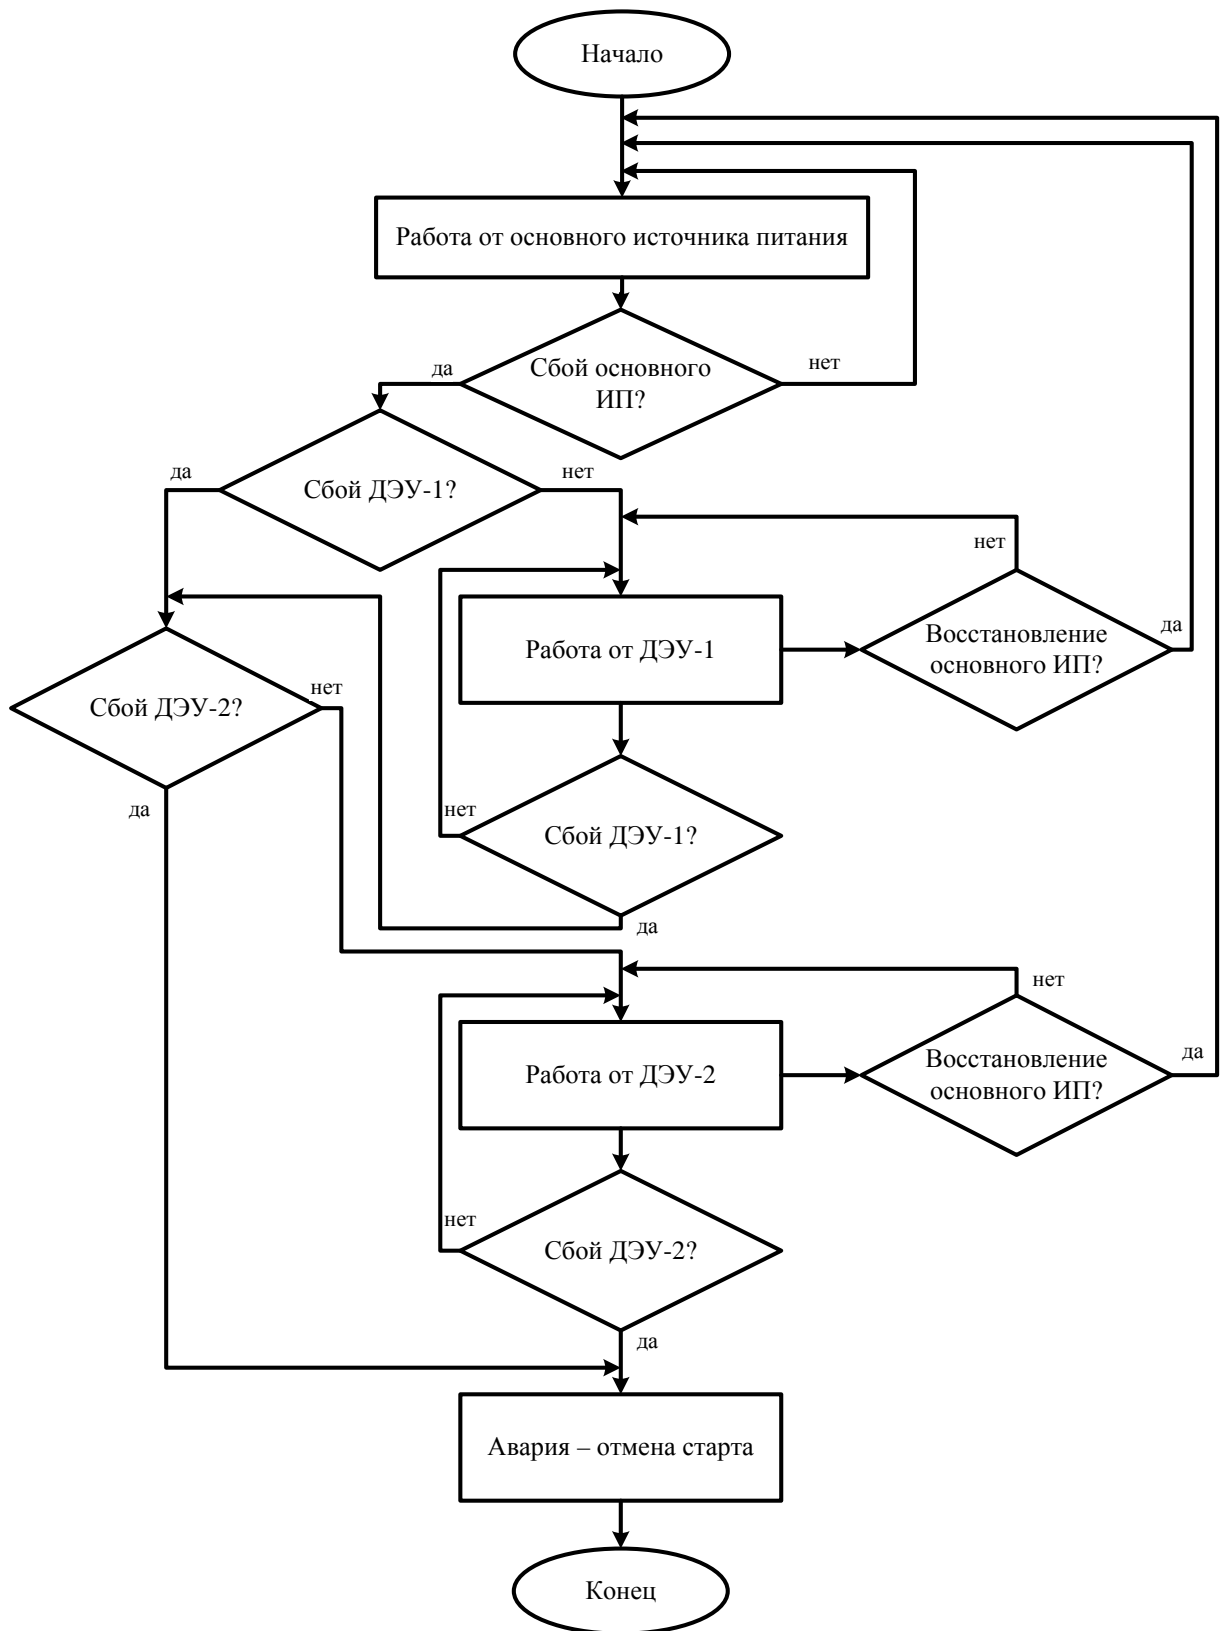 Начало
Работа от основного источника питания
Сбой основного
ИП?
да
нет
Сбой ДЭУ-1?
да
нет
нет
Восстановление
основного ИП?
да
Работа от ДЭУ-1
Сбой ДЭУ-2?
нет
да
Сбой ДЭУ-1?
нет
да
нет
Восстановление
основного ИП?
да
Работа от ДЭУ-2
Сбой ДЭУ-2?
нет
да
Авария – отмена старта
Конец